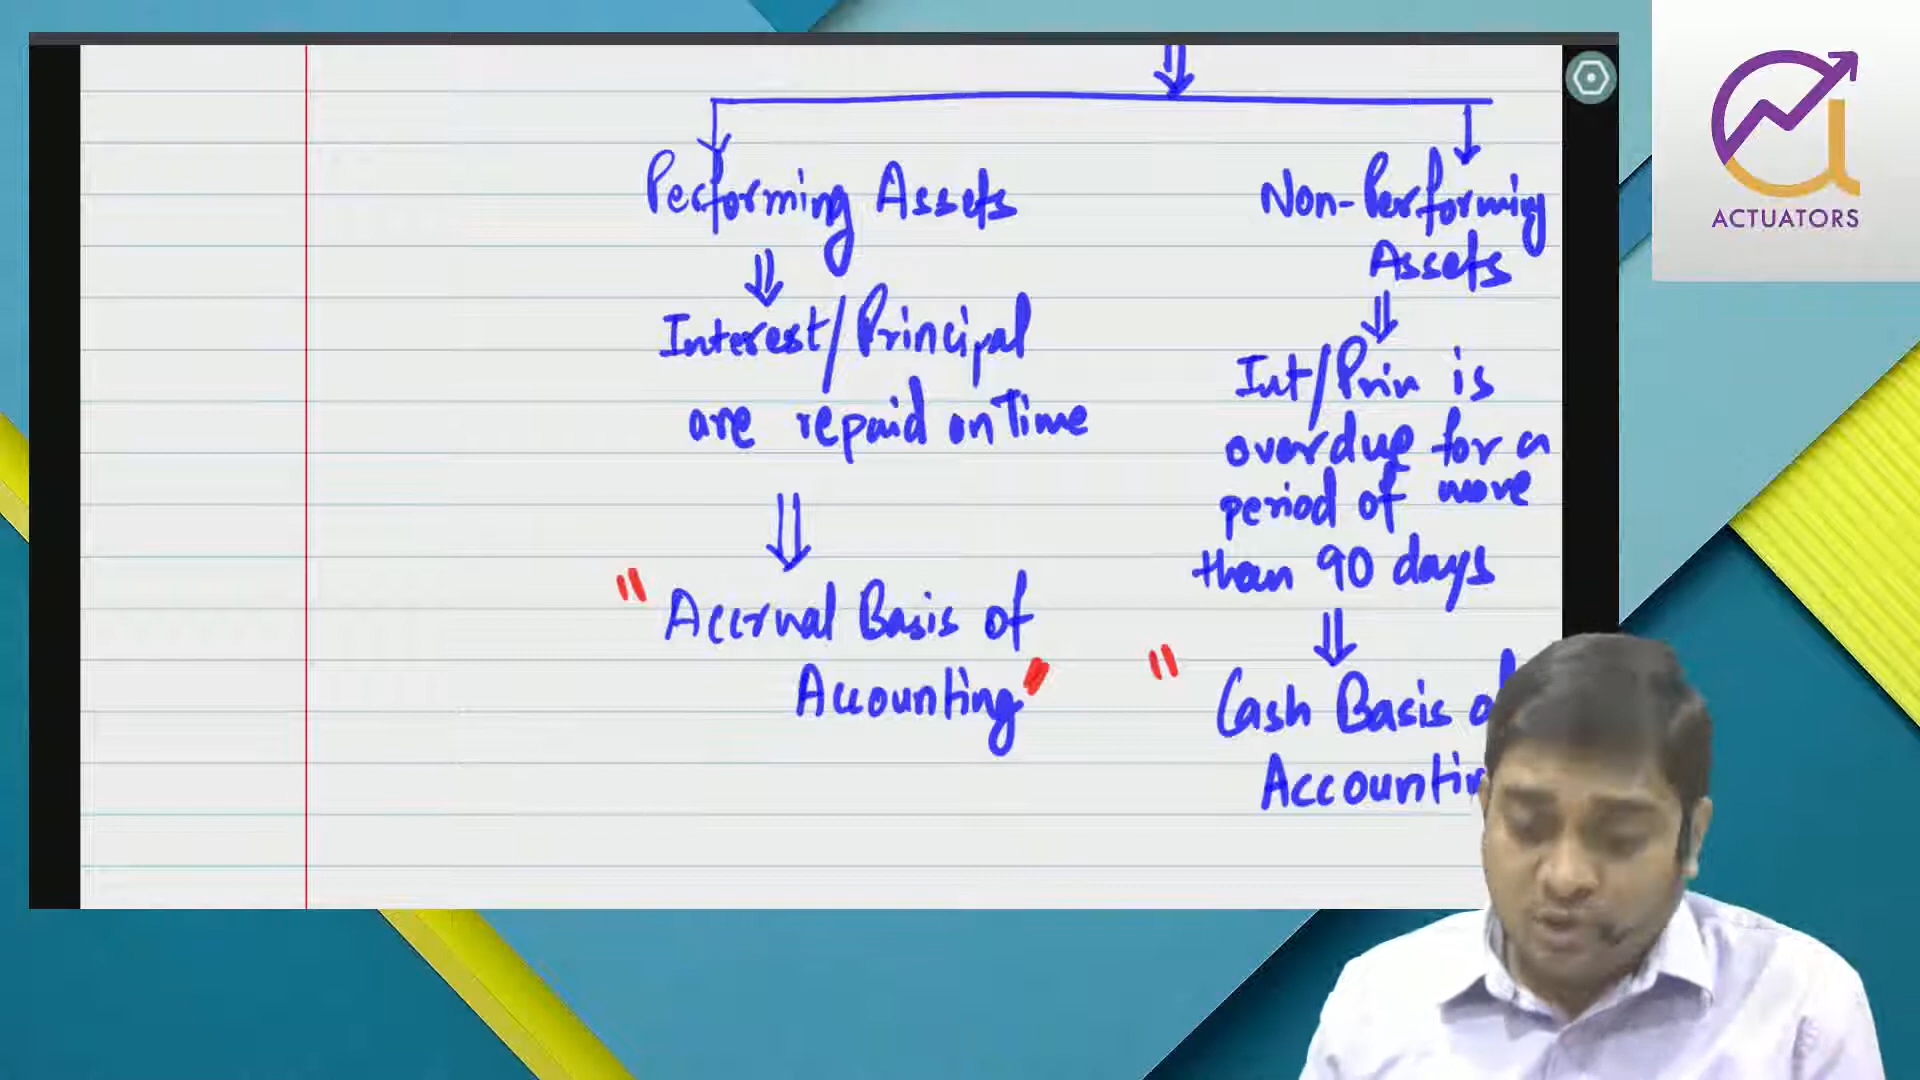 Performing Assets
Interest/Principal
are repaid on Time
"Accrual Basis of
Accounting"
Non-Performing
Assets
Int/Prin is
overdue for a
period of more
than 90 days
"Cash Basis
ACTUATORS